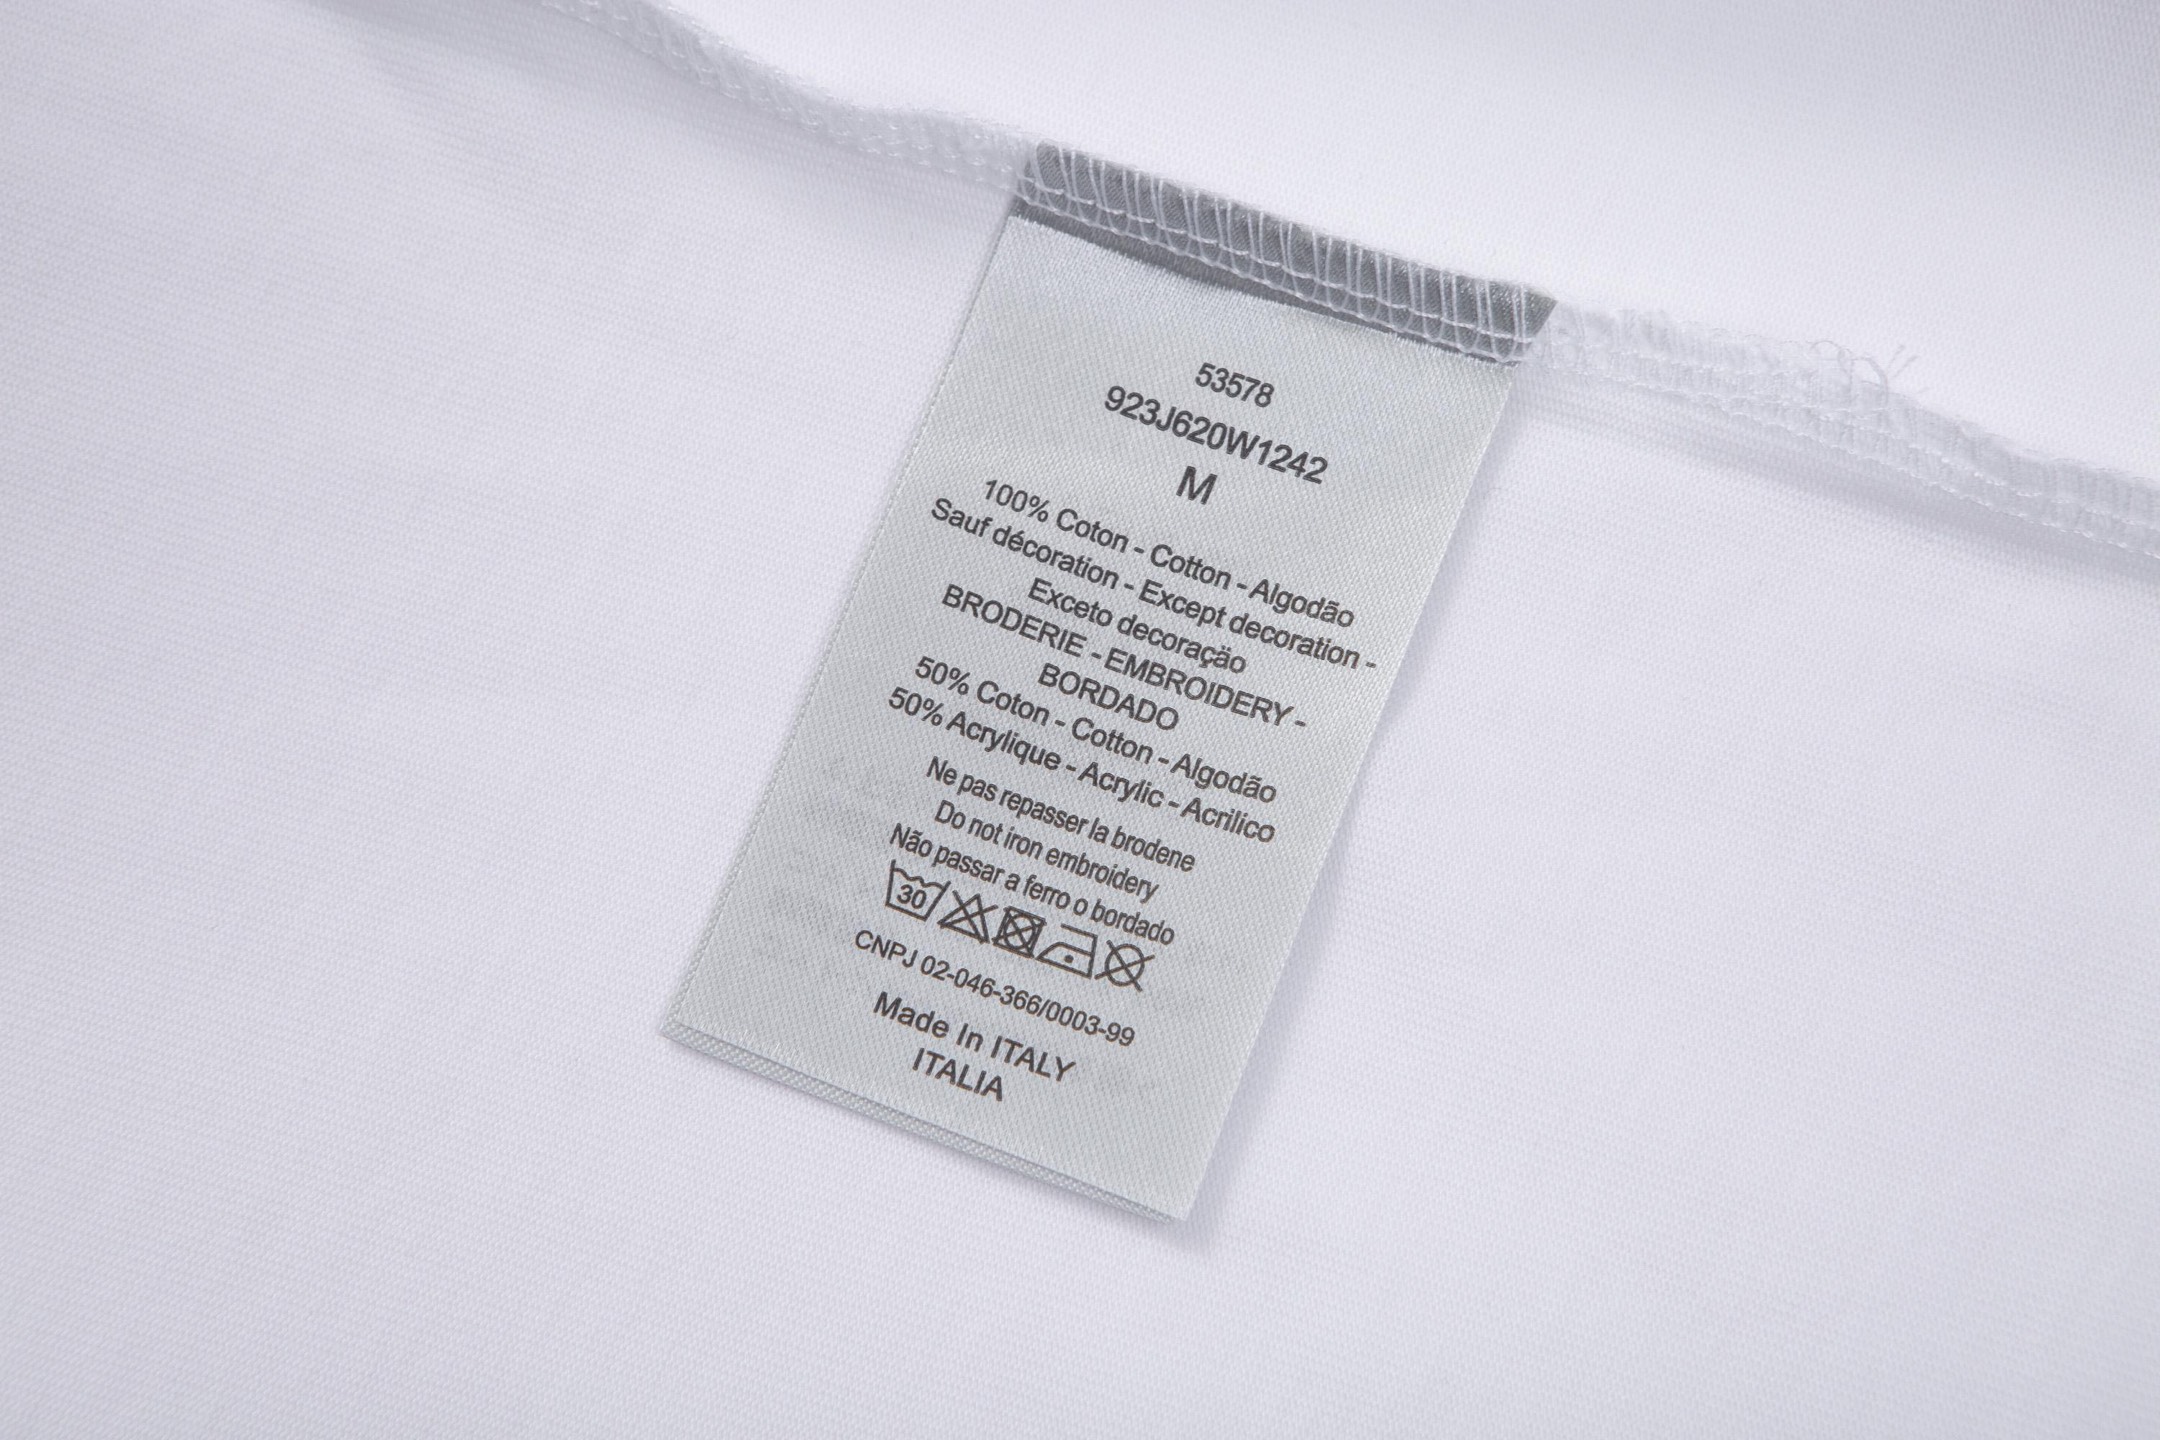 53578
923J620W1242
M
100% Coton - Cotton - Algodão
Sauf décoration - Except decoration -
Exceto decoração
BRODERIE - EMBROIDERY -
BORDADO
50% Coton - Cotton - Algodão
50% Acrylique - Acrylic - Acrilico
Ne pas repasser la brodene
Do not iron embroidery
Não passar a ferro o bordado
30
CNPJ 02-046-366/0003-99
Made In ITALY
ITALIA